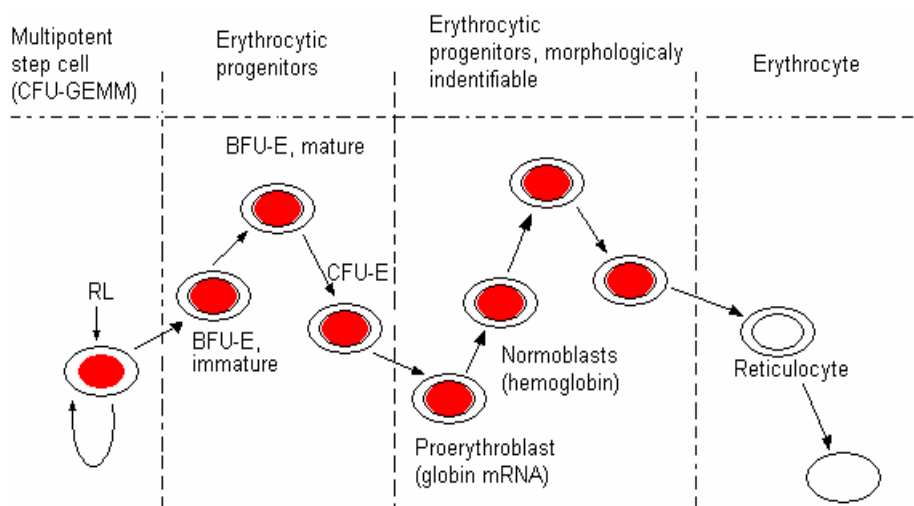 Multipotent
step cell
(CFU-GEMM)
Erythrocytic
progenitors
Erythrocytic
progenitors, morphologicaly
indentifiable
Erythrocyte
BFU-E, mature
CFU-E
RL
BFU-E,
immature
Normoblasts
(hemoglobin)
Proerythroblast
(globin mRNA)
Reticulocyte